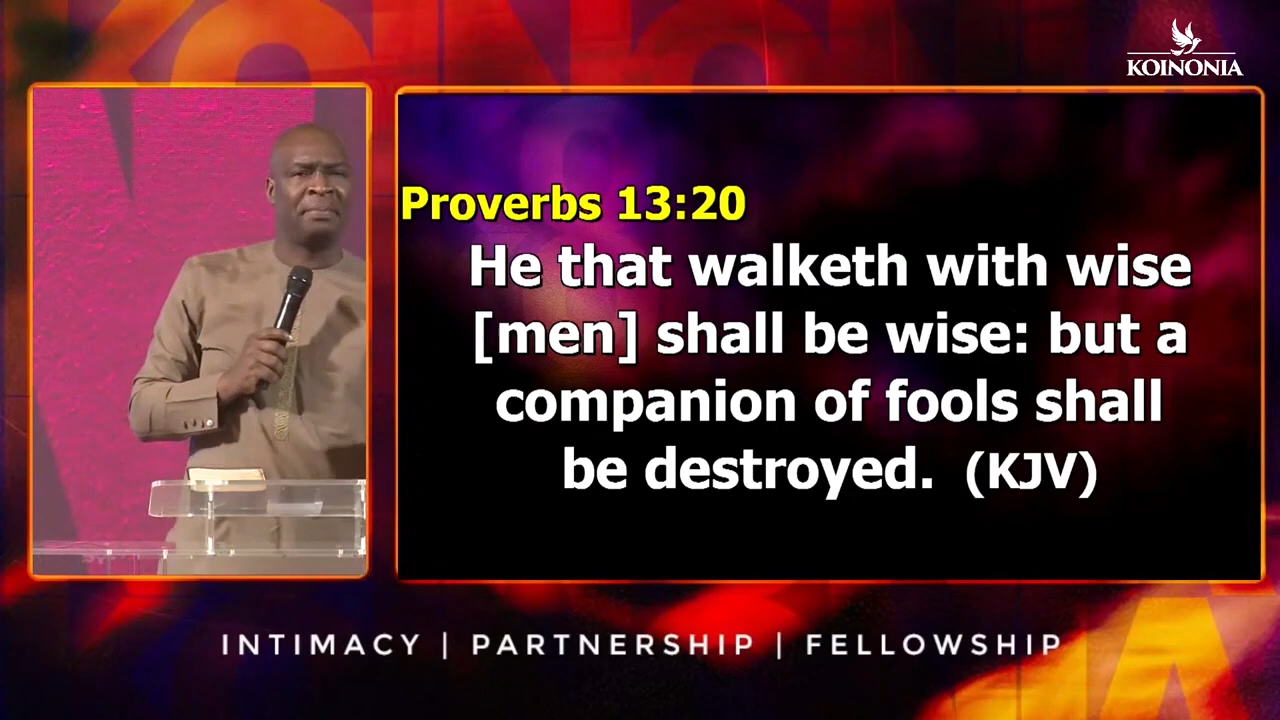 KOINONIA
Proverbs 13:20
He that walketh with wise
[men] shall be wise: but a
companion of fools shall
be destroyed. (KJV)
INTIMACY | PARTNERSHIP | FELLOWSHIP